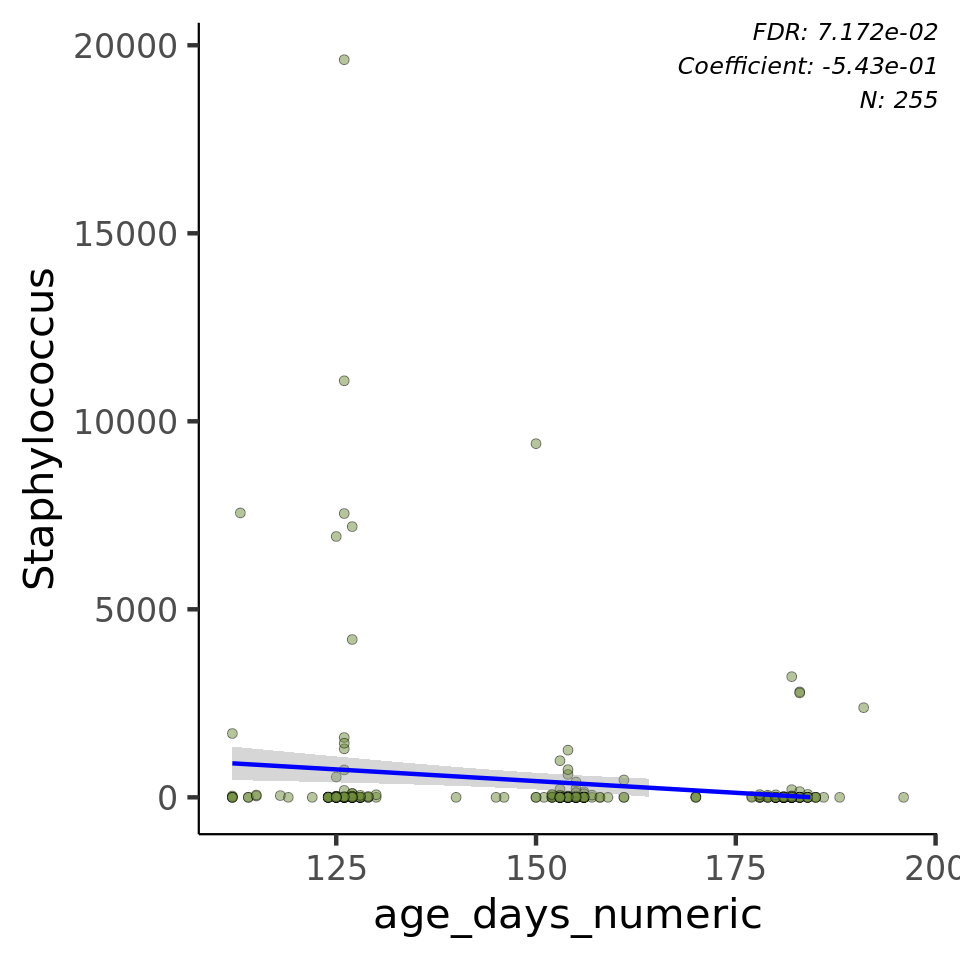 FDR: 7.172e-02
Coefficient: -5.43e-01
N: 255
20000
15000
10000
5000
0
Staphylococcus
125 150 175 200
age_days_numeric